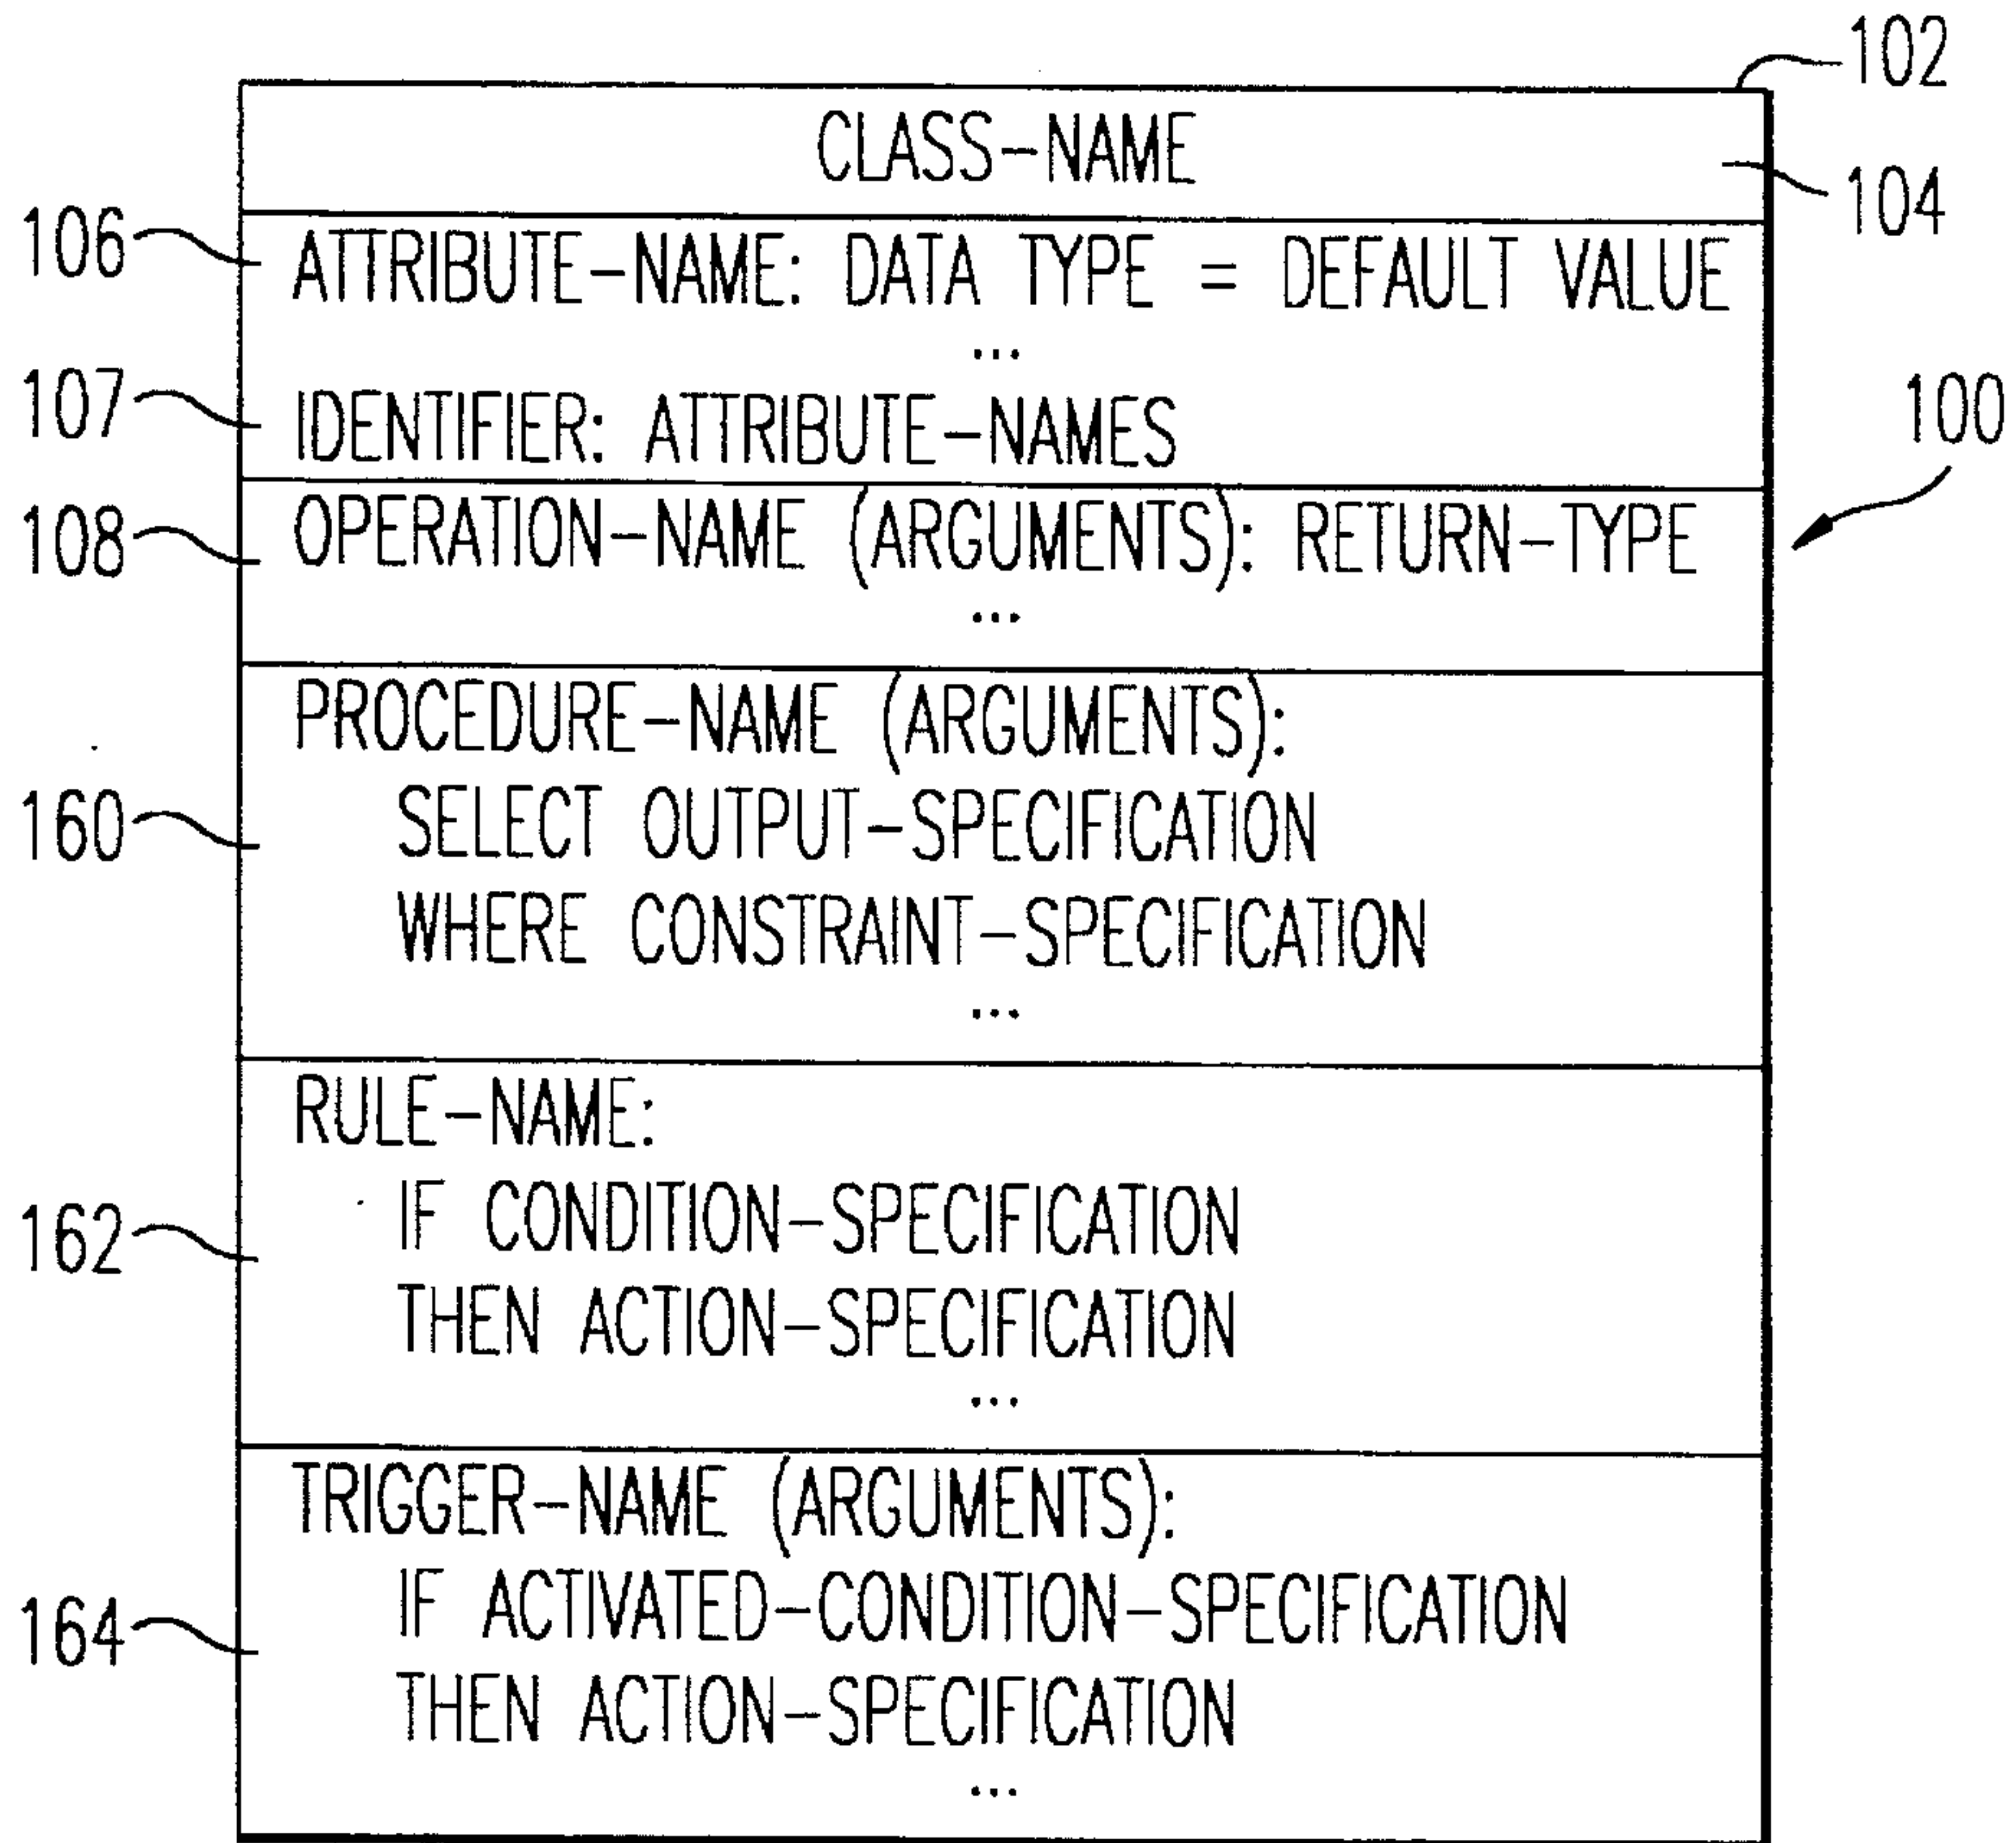 102
CLASS-NAME
104
106
ATTRIBUTE-NAME: DATA TYPE = DEFAULT VALUE
...
107
IDENTIFIER: ATTRIBUTE-NAMES
100
108
OPERATION-NAME (ARGUMENTS): RETURN-TYPE
...
PROCEDURE-NAME (ARGUMENTS):
160
SELECT OUTPUT-SPECIFICATION
WHERE CONSTRAINT-SPECIFICATION
...
RULE-NAME:
162
IF CONDITION-SPECIFICATION
THEN ACTION-SPECIFICATION
...
TRIGGER-NAME (ARGUMENTS):
164
IF ACTIVATED-CONDITION-SPECIFICATION
THEN ACTION-SPECIFICATION
...